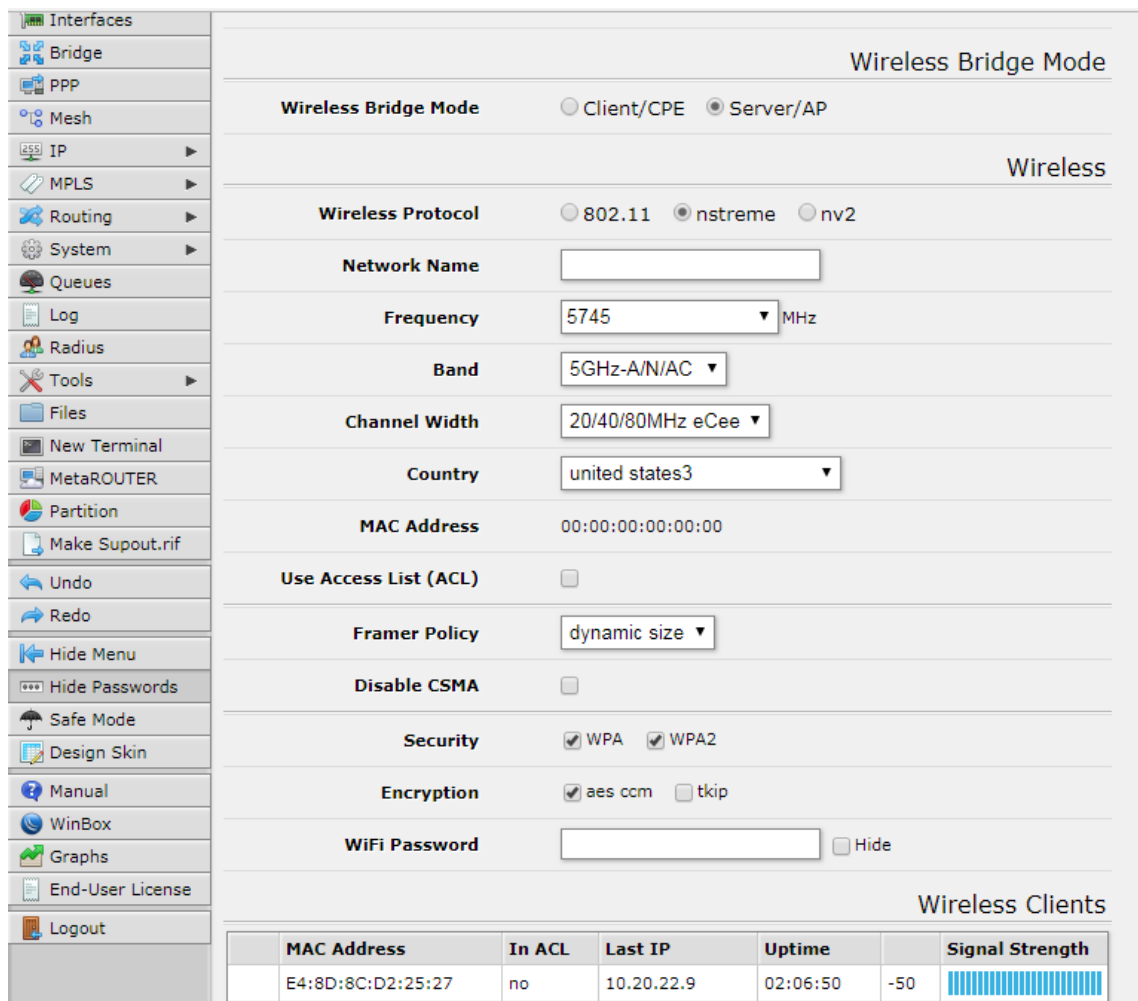 Interfaces
Bridge
PPP
Mesh
255 IP
MPLS
Routing
System
Queues
Log
Radius
Tools
Files
New Terminal
MetaROUTER
Partition
Make Supout.rif
Undo
Redo
Hide Menu
Hide Passwords
Safe Mode
Design Skin
Manual
WinBox
Graphs
End-User License
Logout
Wireless Bridge Mode
Wireless Bridge Mode Client/CPE Server/AP
Wireless
Wireless Protocol 802.11 nstreme nv2
Network Name
Frequency 5745 MHz
Band 5GHz-A/N/AC
Channel Width 20/40/80MHz eCee
Country united states3
MAC Address 00:00:00:00:00:00
Use Access List (ACL)
Framer Policy dynamic size
Disable CSMA
Security WPA WPA2
Encryption aes ccm tkip
WiFi Password Hide
Wireless Clients
MAC Address In ACL Last IP Uptime Signal Strength
E4:8D:8C:D2:25:27 no 10.20.22.9 02:06:50 -50